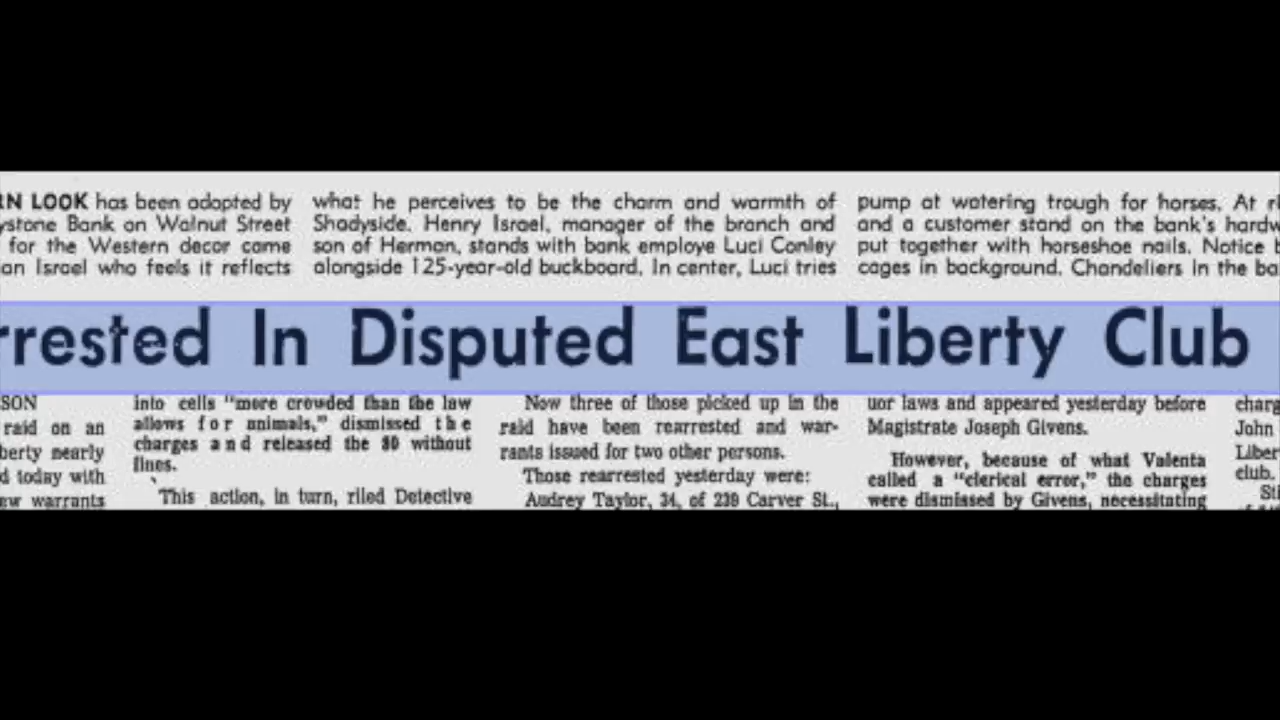 RN LOOK has been adopted by
ystone Bank on Walnut Street
for the Western decor came
an Israel who feels it reflects
what he perceives to be the charm and warmth of
Shadyside. Henry Israel, manager of the branch and
son of Herman, stands with bank employe Luci Conley
alongside 125-year-old buckboard. In center, Luci tries
pump at watering trough for horses. At ri
and a customer stand on the bank's hardw
put together with horseshoe nails. Notice
cages in background. Chandeliers in the ba
rrested In Disputed East Liberty Club
SON
raid on an
berty nearly
d today with
ew warrants
into cells "more crowded than the law
allows for animals," dismissed the
charges and released the 80 without
fines.
This action, in turn, riled Detective
Now three of those picked up in the
raid have been rearrested and war-
rants issued for two other persons.
Those rearrested yesterday were:
Audrey Taylor, 34, of 239 Carver St.,
uor laws and appeared yesterday before
Magistrate Joseph Givens.
However, because of what Valenta
called a "clerical error," the charges
were dismissed by Givens, necessitating
charg
John
Liber
club.
Sti